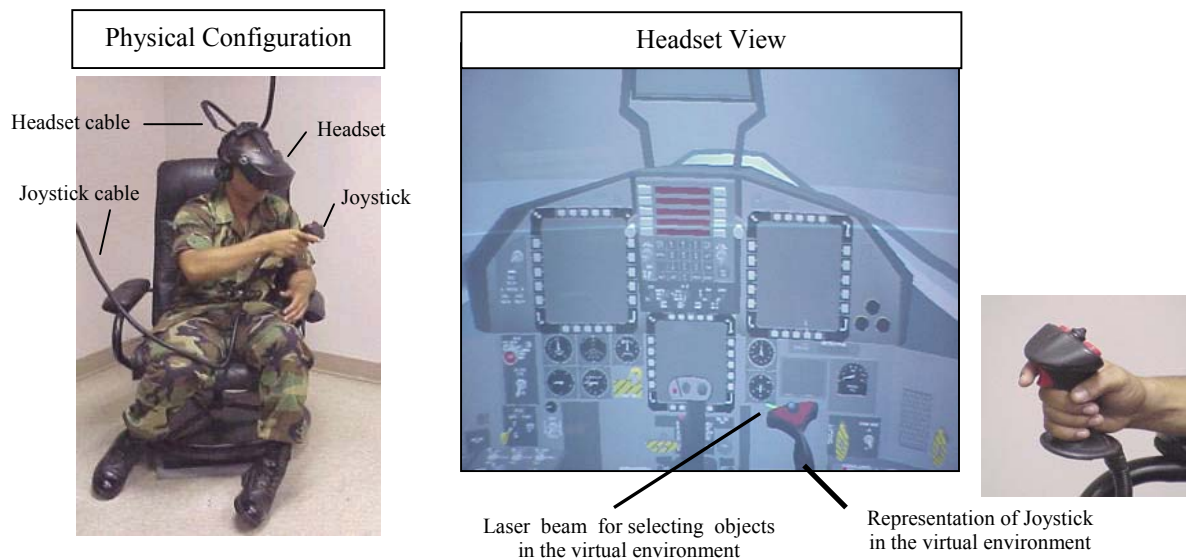 Physical Configuration
Headset View
Headset cable
Headset
Joystick cable
Joystick
Laser beam for selecting objects
in the virtual environment
Representation of Joystick
in the virtual environment